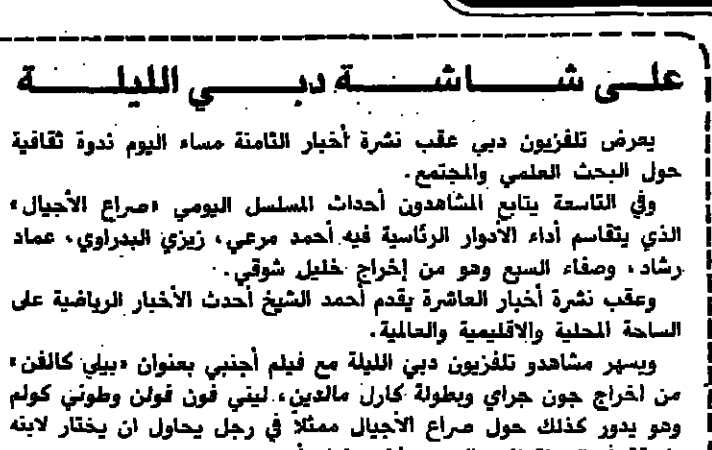 على شاشة دبي الليلة
يعرض تلفزيون دبي عقب نشرة أخبار الثامنة مساء اليوم ندوة ثقافية
حول البحث العلمي والمجتمع.
وفي التاسعة يتابع المشاهدون أحداث المسلسل اليومي «صراع الأجيال»
الذي يتقاسم أداء الأدوار الرئاسية فيه أحمد مرعي، زيزي البدراوي، عماد
رشاد، وصفاء السبع وهو من إخراج خليل شوقي.
وعقب نشرة أخبار العاشرة يقدم أحمد الشيخ أحدث الأخبار الرياضية على
الساحة المحلية والاقليمية والعالمية.
ويسهر مشاهدو تلفزيون دبي الليلة مع فيلم أجنبي بعنوان «بيلي كالفن»
من اخراج جون جراي وبطولة كارل مالدين، ليني فون فولن وطوني كولم
وهو يدور كذلك حول صراع الأجيال ممثلا في رجل يحاول ان يختار لابنه